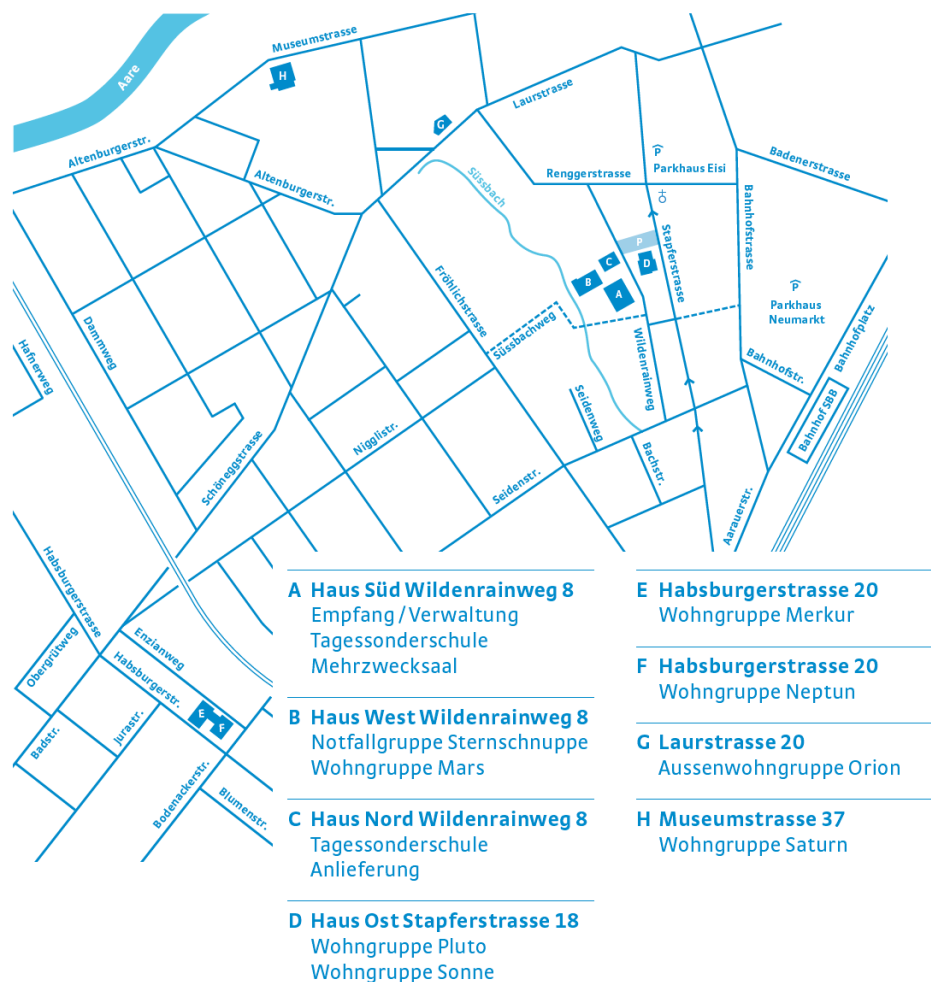 Aare
Museumstrasse
H
G
Laurstrasse
Altenburgerstr.
Altenburgerstr.
Süssbach
Renggerstrasse
P
Parkhaus Eisi
Badenerstrasse
Bahnhofstrasse
Stapferstrasse
P
C
D
B
A
P
Parkhaus
Neumarkt
Fröhlichstrasse
Süssbachweg
Wildenrainweg
Bahnhofstr.
Bahnhofplatz
Bahnhof SBB
Dammweg
Hafnerweg
Schöneggstrasse
Nigglistr.
Seidenweg
Seidenstr.
Bachstr.
Aarauerstr.
Habsburgerstrasse
Obergrütweg
Enzianweg
Habsburgerstr.
E
F
Badstr.
Jurastr.
Bodenackerstr.
Blumenstr.
A Haus Süd Wildenrainweg 8
Empfang / Verwaltung
Tagessonderschule
Mehrzwecksaal
B Haus West Wildenrainweg 8
Notfallgruppe Sternschnuppe
Wohngruppe Mars
C Haus Nord Wildenrainweg 8
Tagessonderschule
Anlieferung
D Haus Ost Stapferstrasse 18
Wohngruppe Pluto
Wohngruppe Sonne
E Habsburgerstrasse 20
Wohngruppe Merkur
F Habsburgerstrasse 20
Wohngruppe Neptun
G Laurstrasse 20
Aussenwohngruppe Orion
H Museumstrasse 37
Wohngruppe Saturn